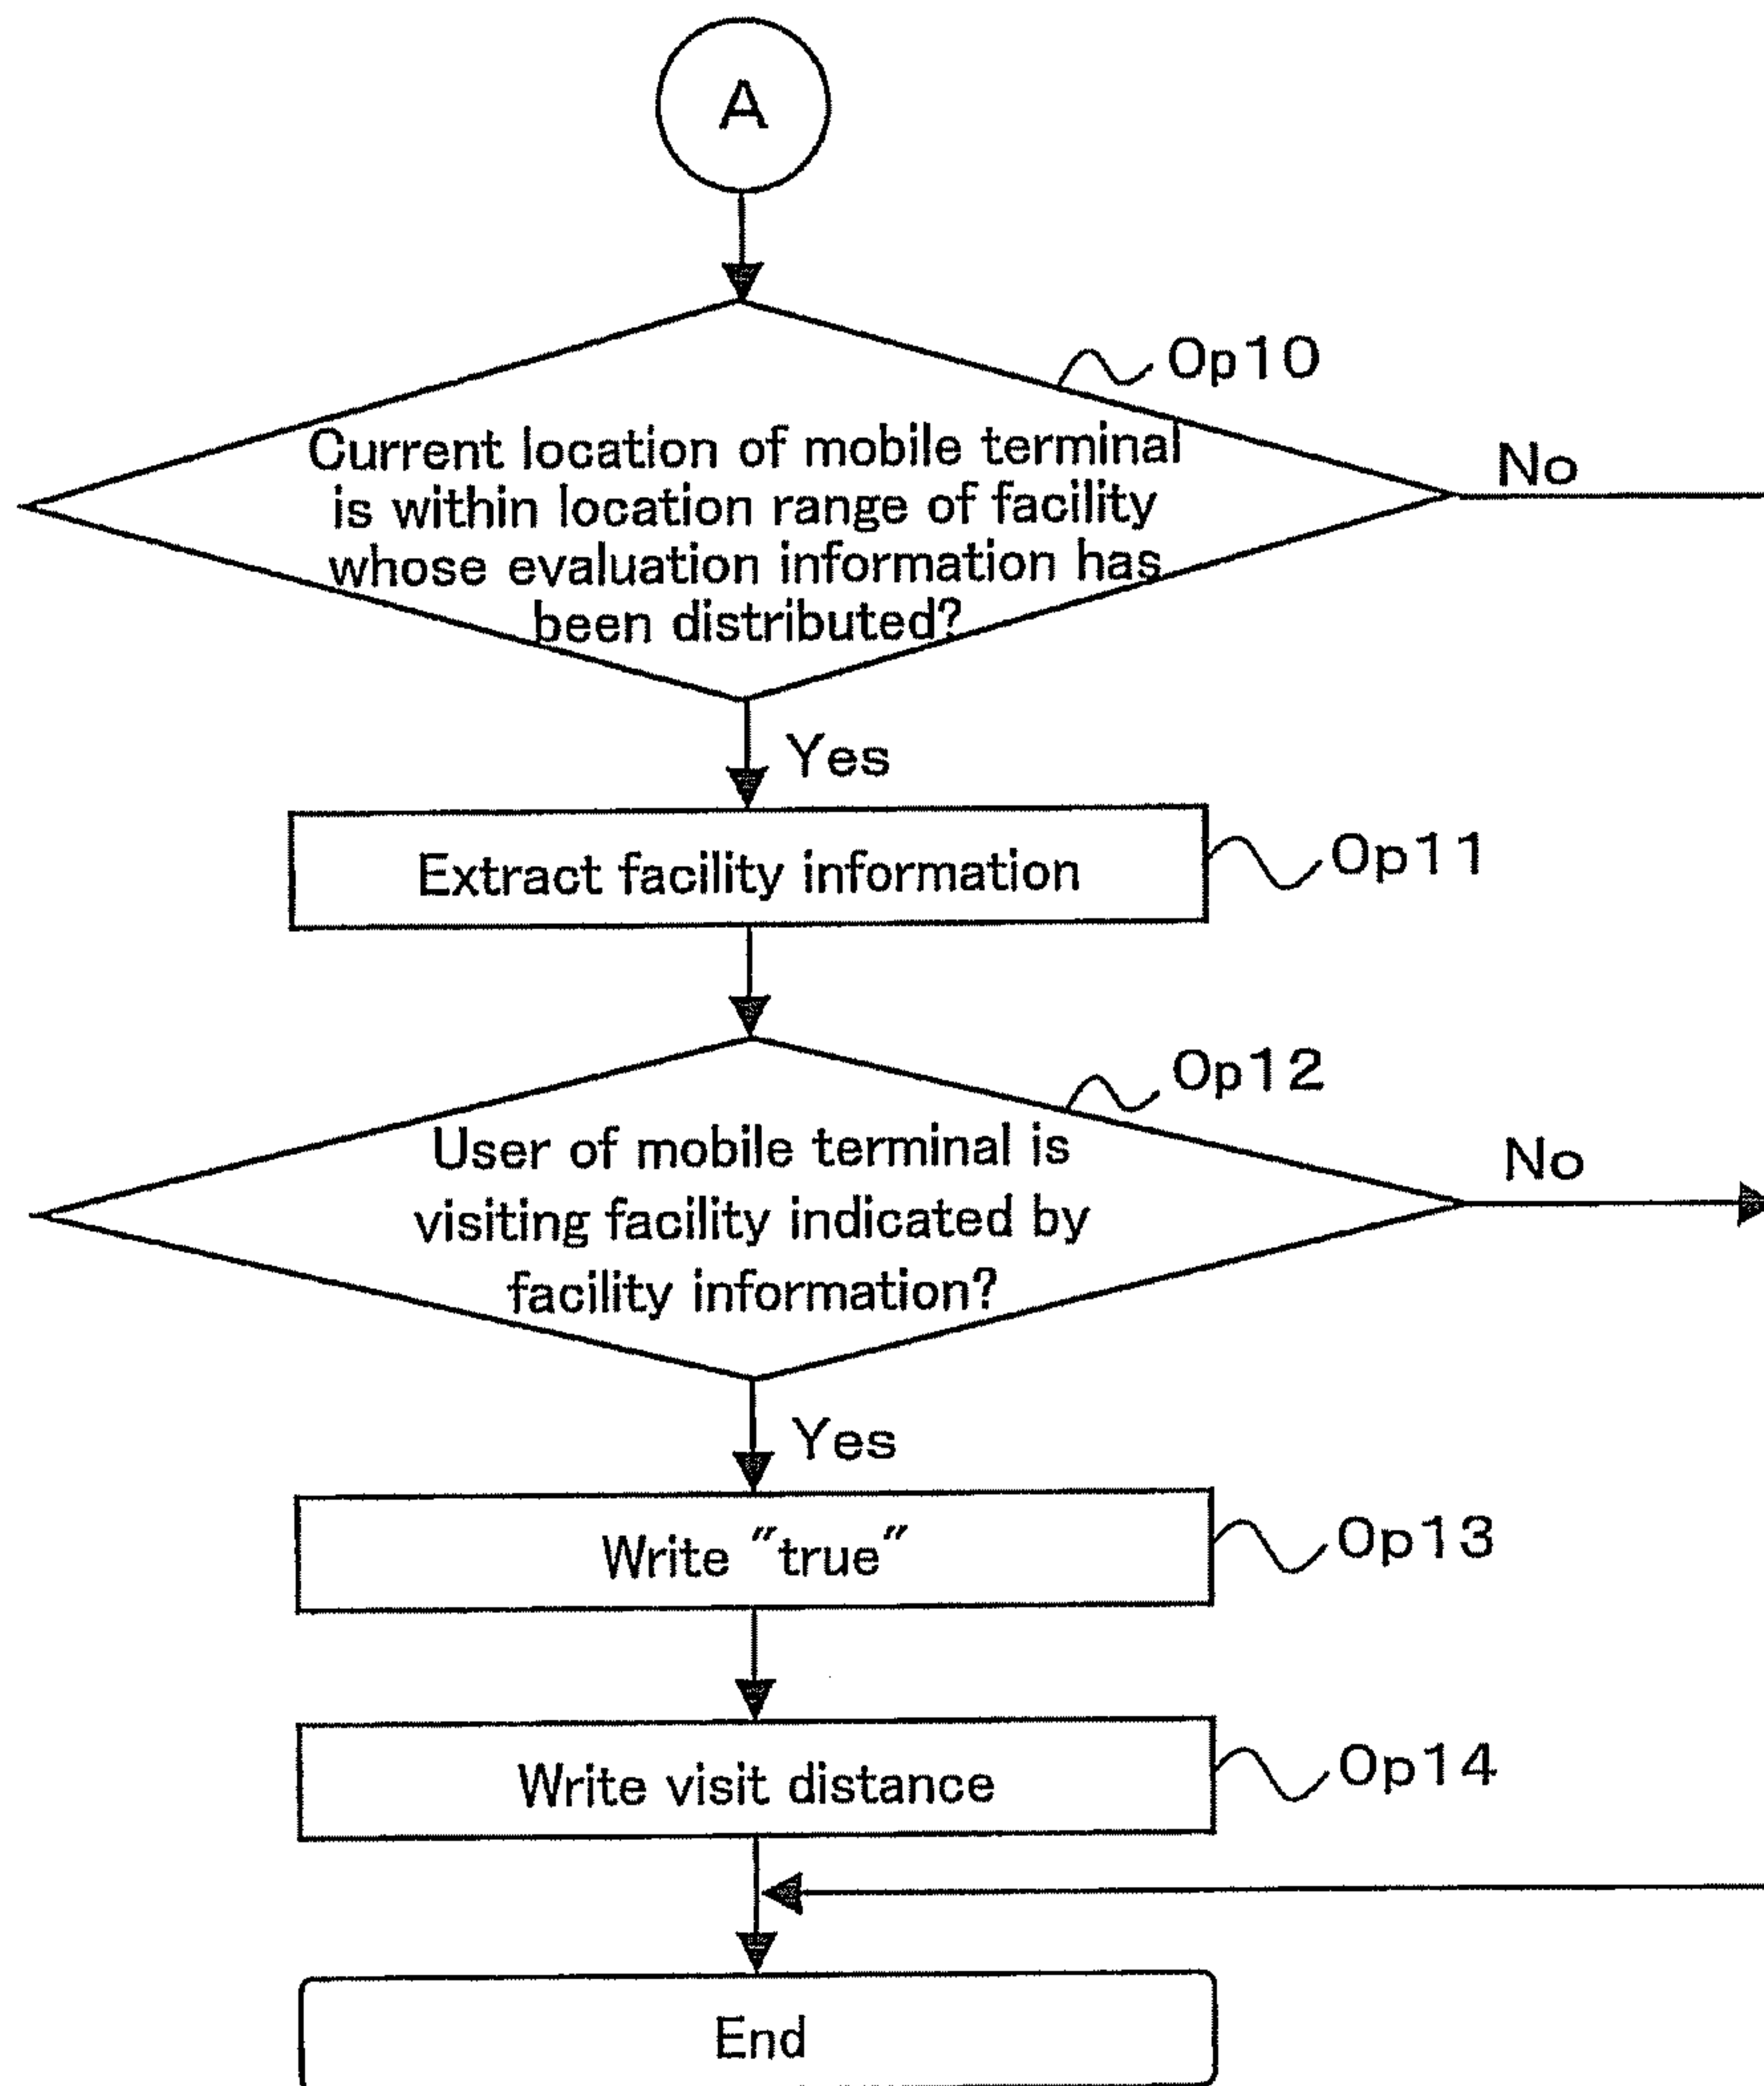 A
Op10
Current location of mobile terminal
is within location range of facility
whose evaluation information has
been distributed?
No
Yes
Extract facility information
Op11
Op12
User of mobile terminal is
visiting facility indicated by
facility information?
No
Yes
Write "true"
Op13
Write visit distance
Op14
End